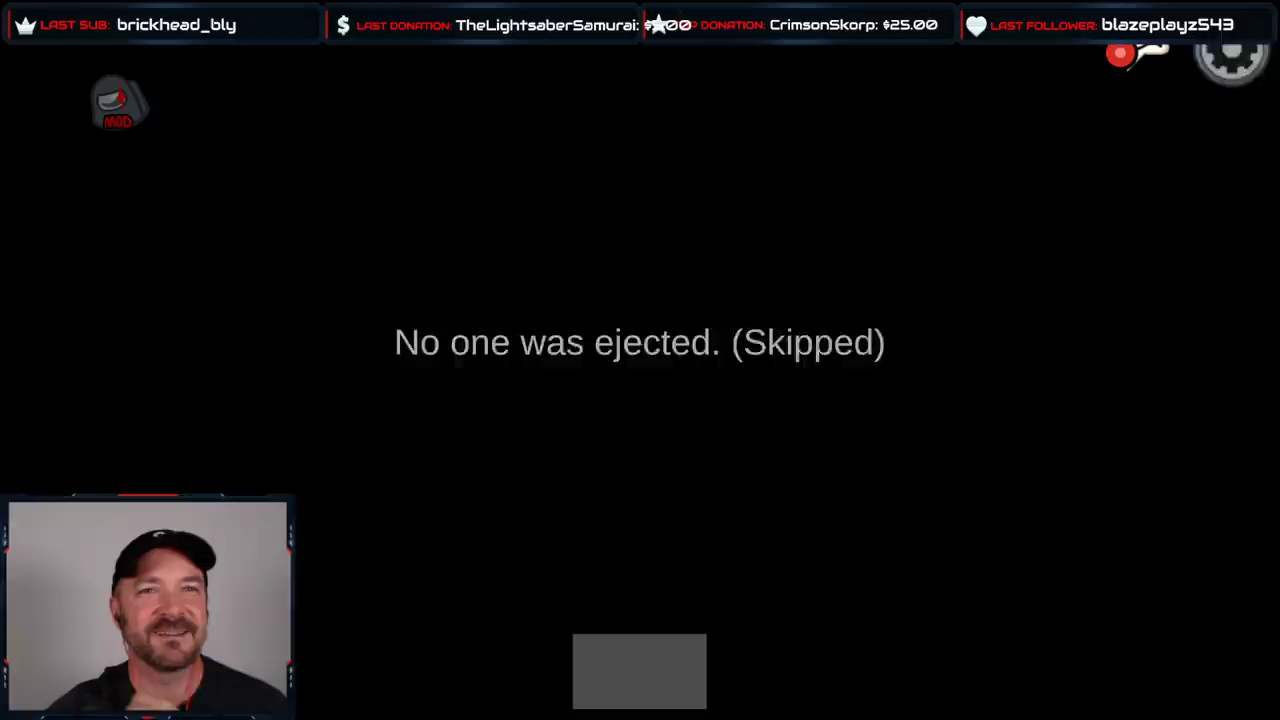 LAST SUB: brickhead_bly
$ LAST DONATION: TheLightsaberSamurai:
DONATION: CrimsonSkorp: $25.00
LAST FOLLOWER: blazeplayz543
MOD
No one was ejected. (Skipped)